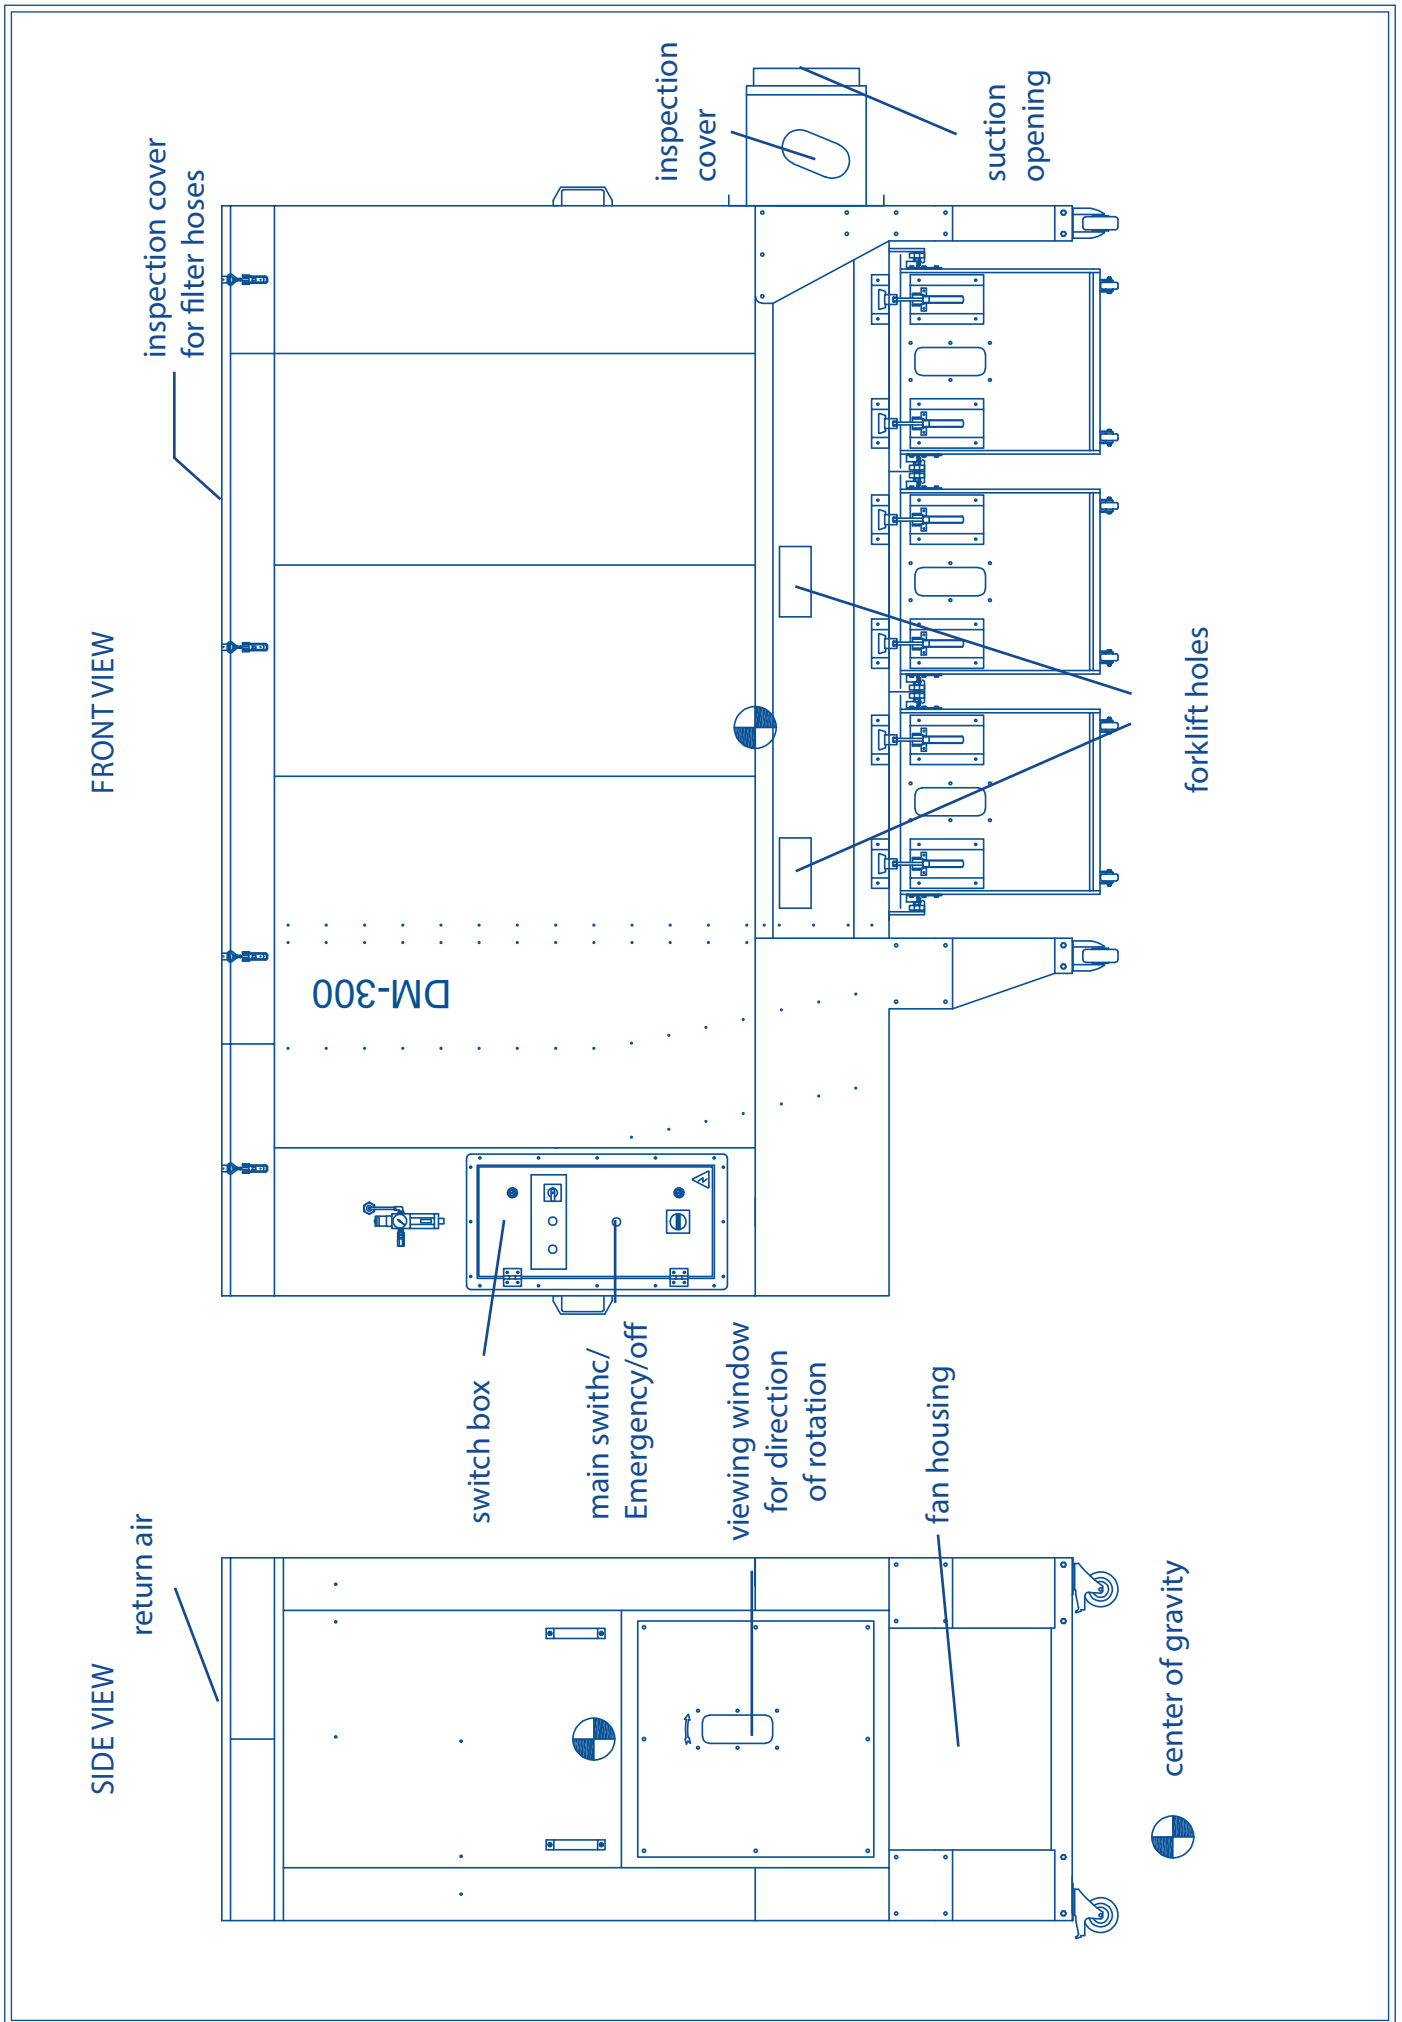 SIDE VIEW
FRONT VIEW
return air
inspection cover
for filter hoses
switch box
main swithc/
Emergency/off
viewing window
for direction
of rotation
fan housing
center of gravity
DM-300
inspection
cover
suction
opening
forklift holes